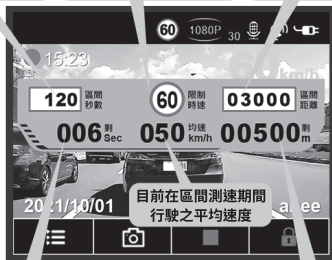 60 1080P 30
15:23
km/h
120 區間秒數 60 限制時速 03000 區間距離
006 剩 Sec 050 均速 km/h 00500 剩 m
目前在區間測速期間
行駛之平均速度
2021/10/01